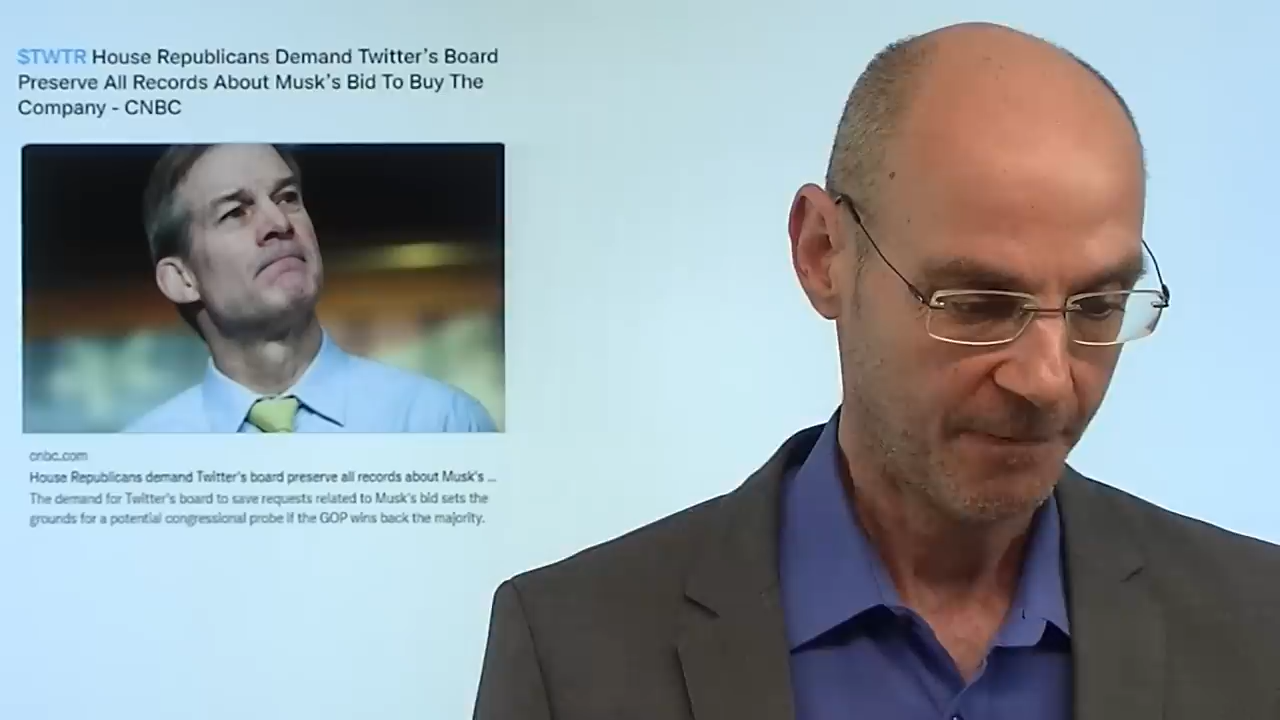 $TWTR House Republicans Demand Twitter's Board
Preserve All Records About Musk's Bid To Buy The
Company - CNBC
cnbc.com
House Republicans demand Twitter's board preserve all records about Musk's ...
The demand for Twitter's board to save requests related to Musk's bid sets the
grounds for a potential congressional probe if the GOP wins back the majority.